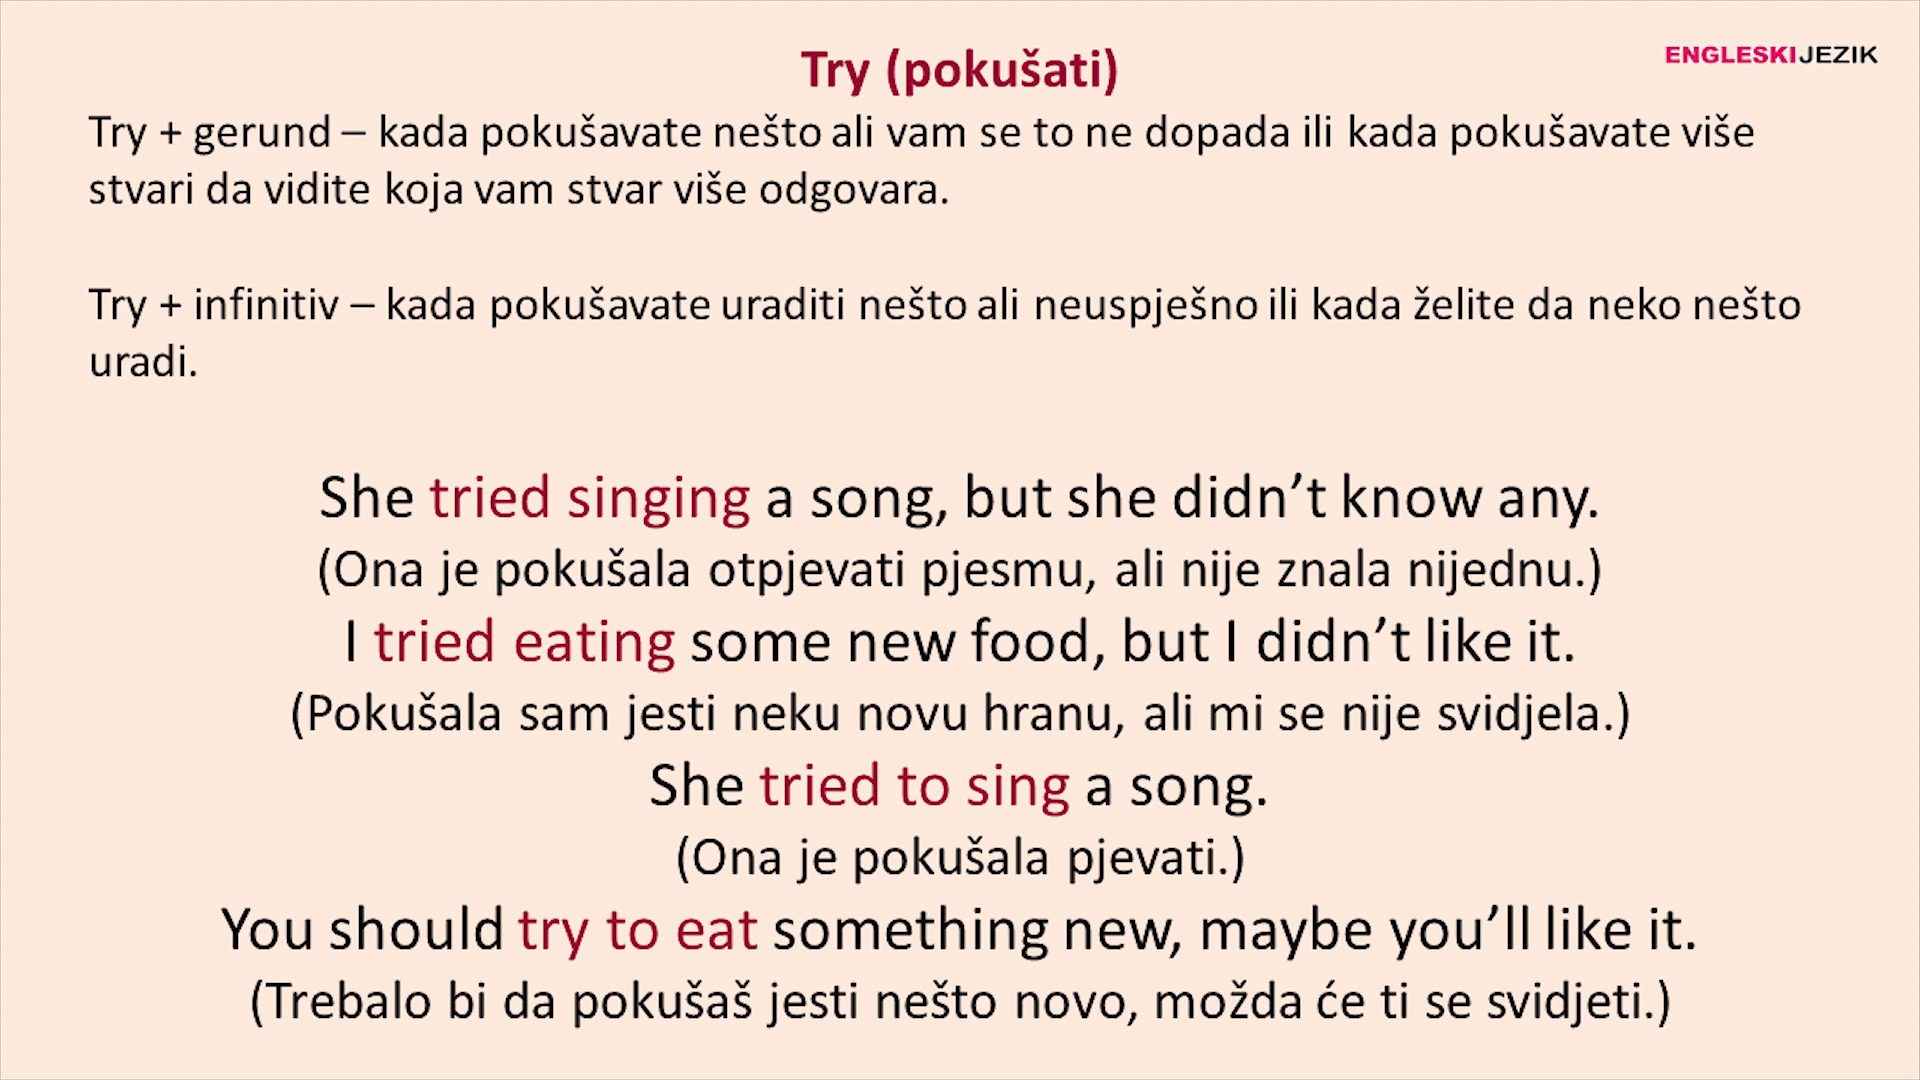 Try (pokušati)
ENGLESKIJEZIK
Try + gerund – kada pokušavate nešto ali vam se to ne dopada ili kada pokušavate više
stvari da vidite koja vam stvar više odgovara.
Try + infinitiv – kada pokušavate uraditi nešto ali neuspješno ili kada želite da neko nešto
uradi.
She tried singing a song, but she didn’t know any.
(Ona je pokušala otpjevati pjesmu, ali nije znala nijednu.)
I tried eating some new food, but I didn’t like it.
(Pokušala sam jesti neku novu hranu, ali mi se nije svidjela.)
She tried to sing a song.
(Ona je pokušala pjevati.)
You should try to eat something new, maybe you’ll like it.
(Trebalo bi da pokušaš jesti nešto novo, možda će ti se svidjeti.)